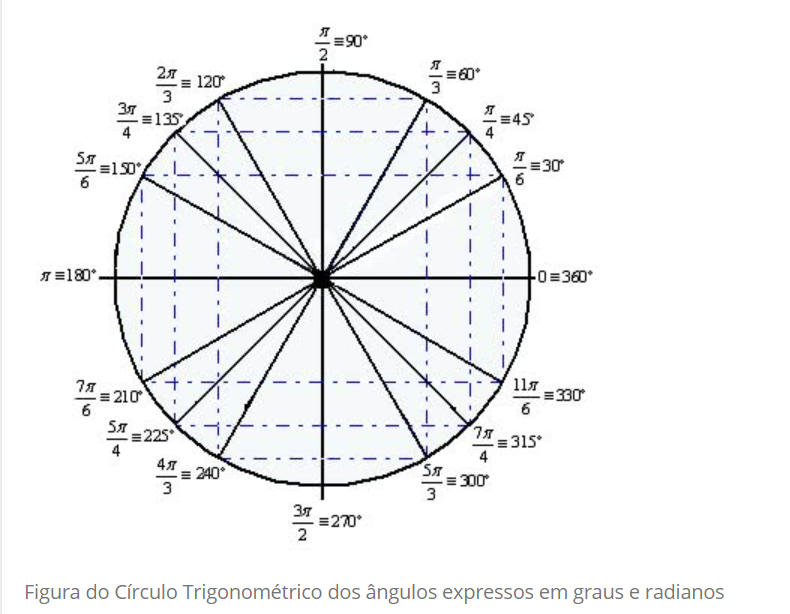 π/2 ≡90°
2π/3 ≡ 120°
π/3 ≡60°
3π/4 ≡135°
π/4 ≡45°
5π/6 ≡150°
π/6 ≡30°
π ≡180°
0≡360°
7π/6 ≡ 210°
11π/6 ≡330°
5π/4 ≡225°
7π/4 ≡ 315°
4π/3 ≡ 240°
5π/3 ≡ 300°
3π/2 ≡270°
Figura do Círculo Trigonométrico dos ângulos expressos em graus e radianos